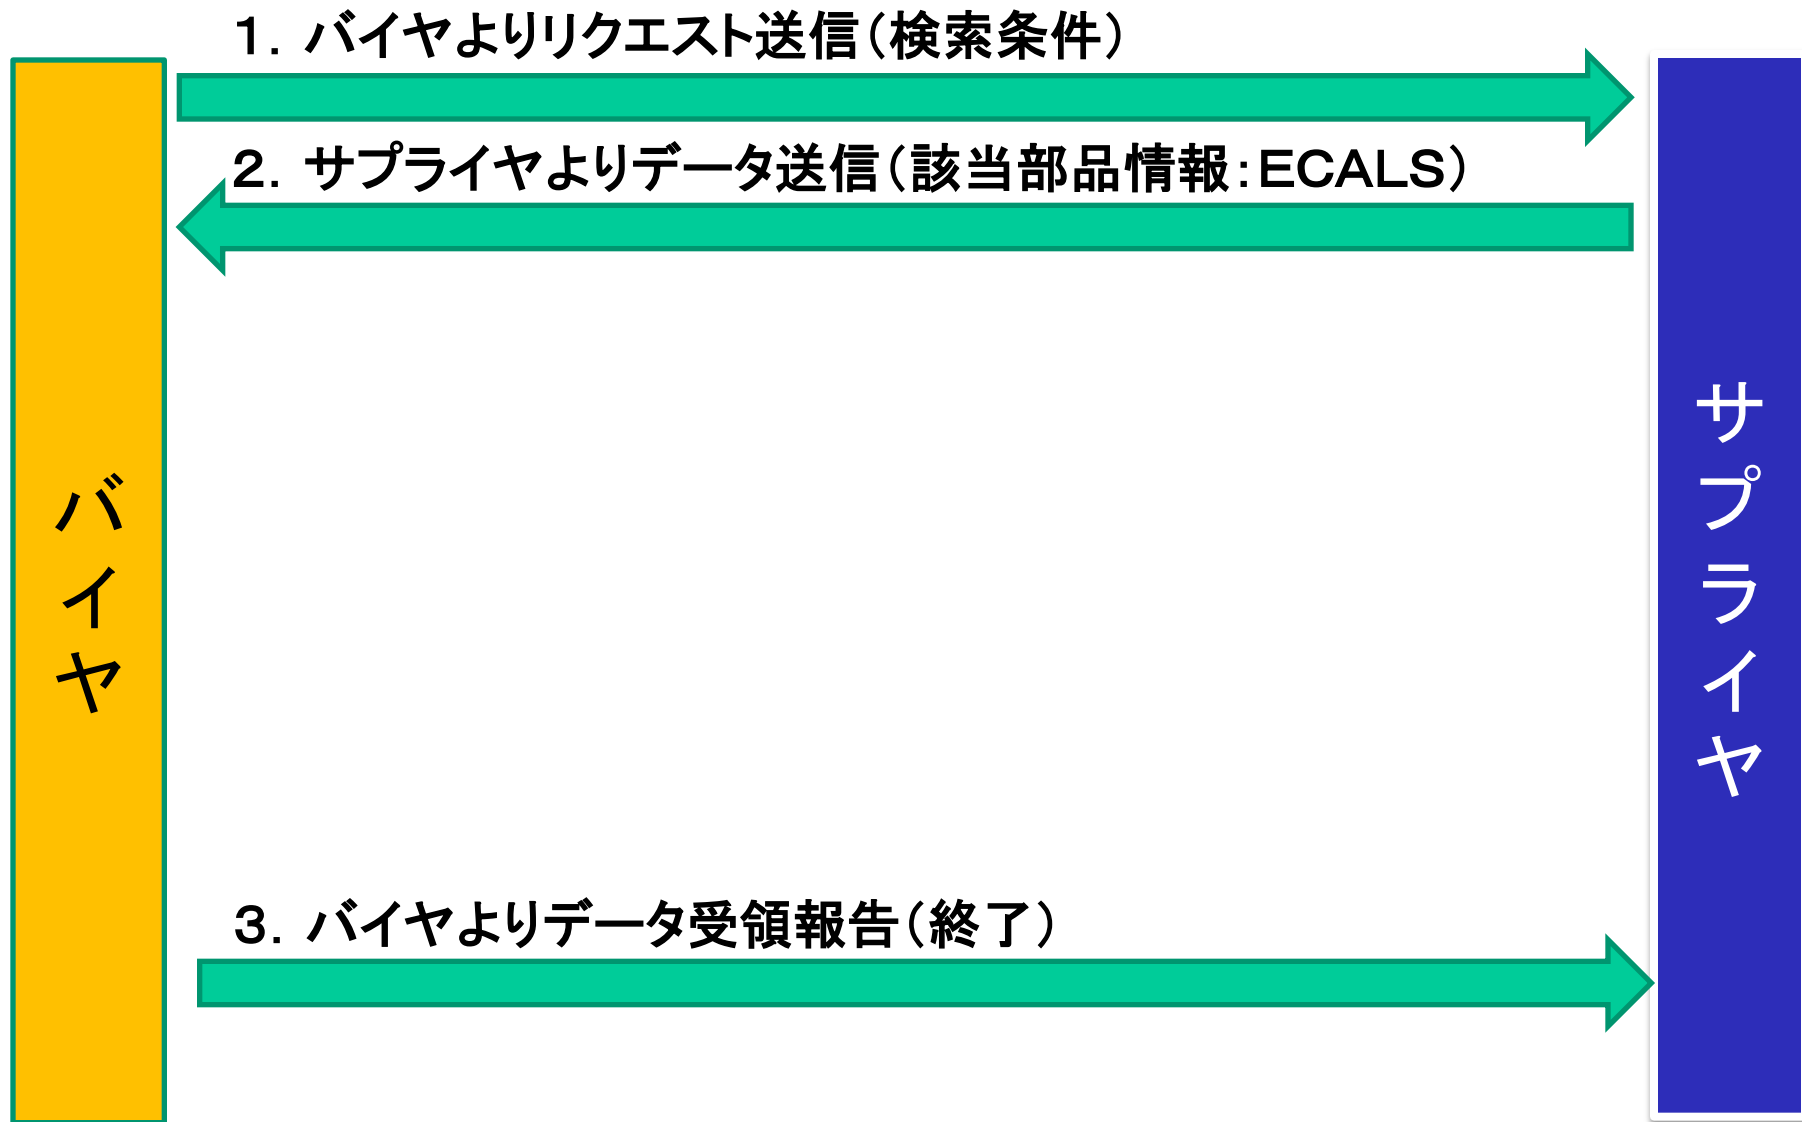 1. バイヤよりリクエスト送信(検索条件)
2. サプライヤよりデータ送信(該当部品情報:ECALS)
バイヤ
サプライヤ
3. バイヤよりデータ受領報告(終了)